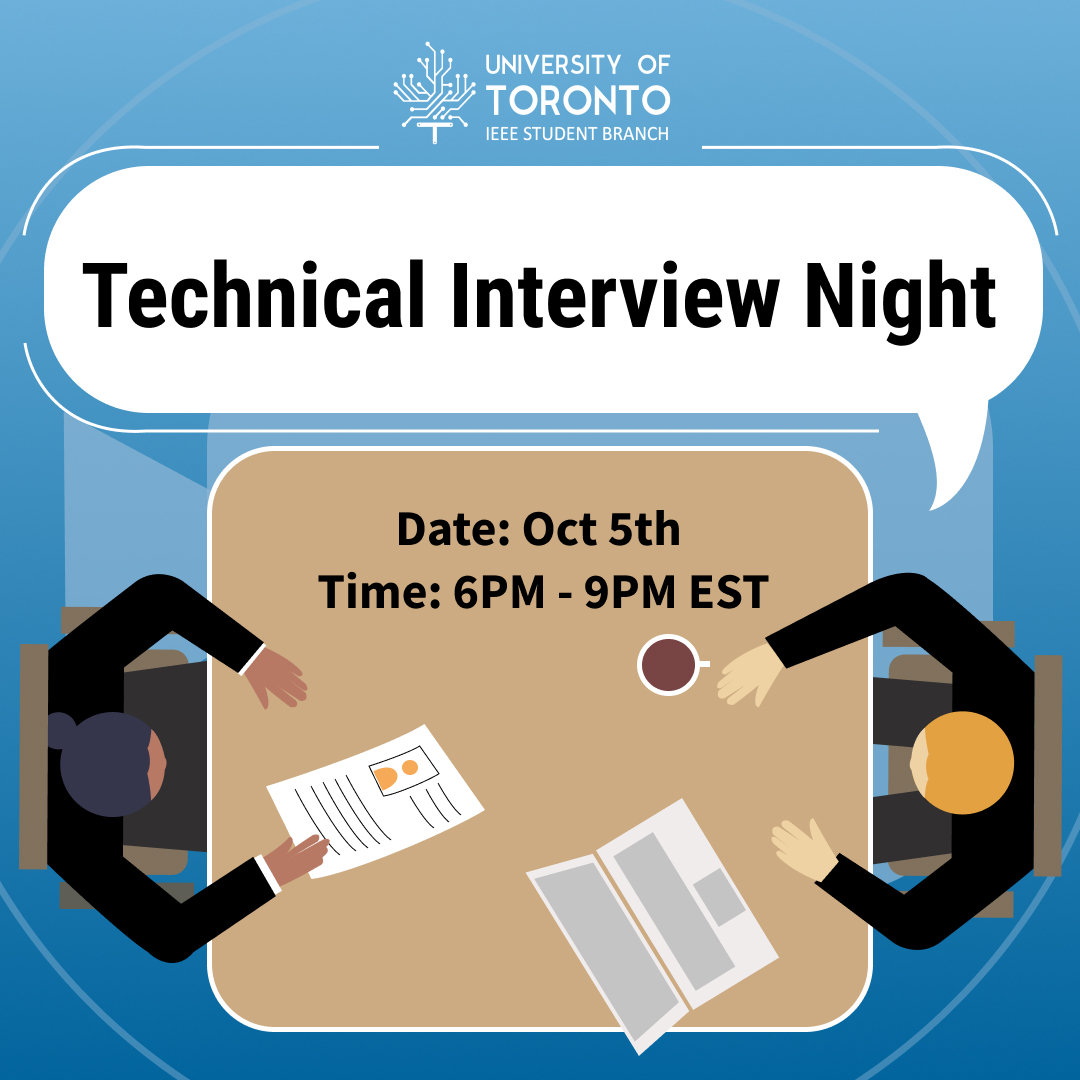 UNIVERSITY OF
TORONTO
IEEE STUDENT BRANCH
Technical Interview Night
Date: Oct 5th
Time: 6PM - 9PM EST